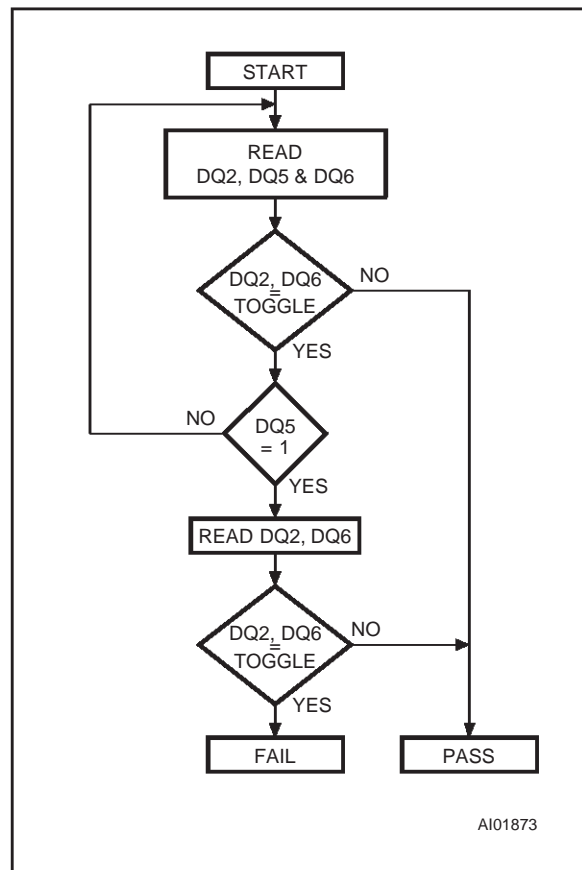 START
READ
DQ2, DQ5 & DQ6
DQ2, DQ6
=
TOGGLE
NO
YES
NO
DQ5
= 1
YES
READ DQ2, DQ6
DQ2, DQ6
=
TOGGLE
NO
YES
FAIL
PASS
AI01873